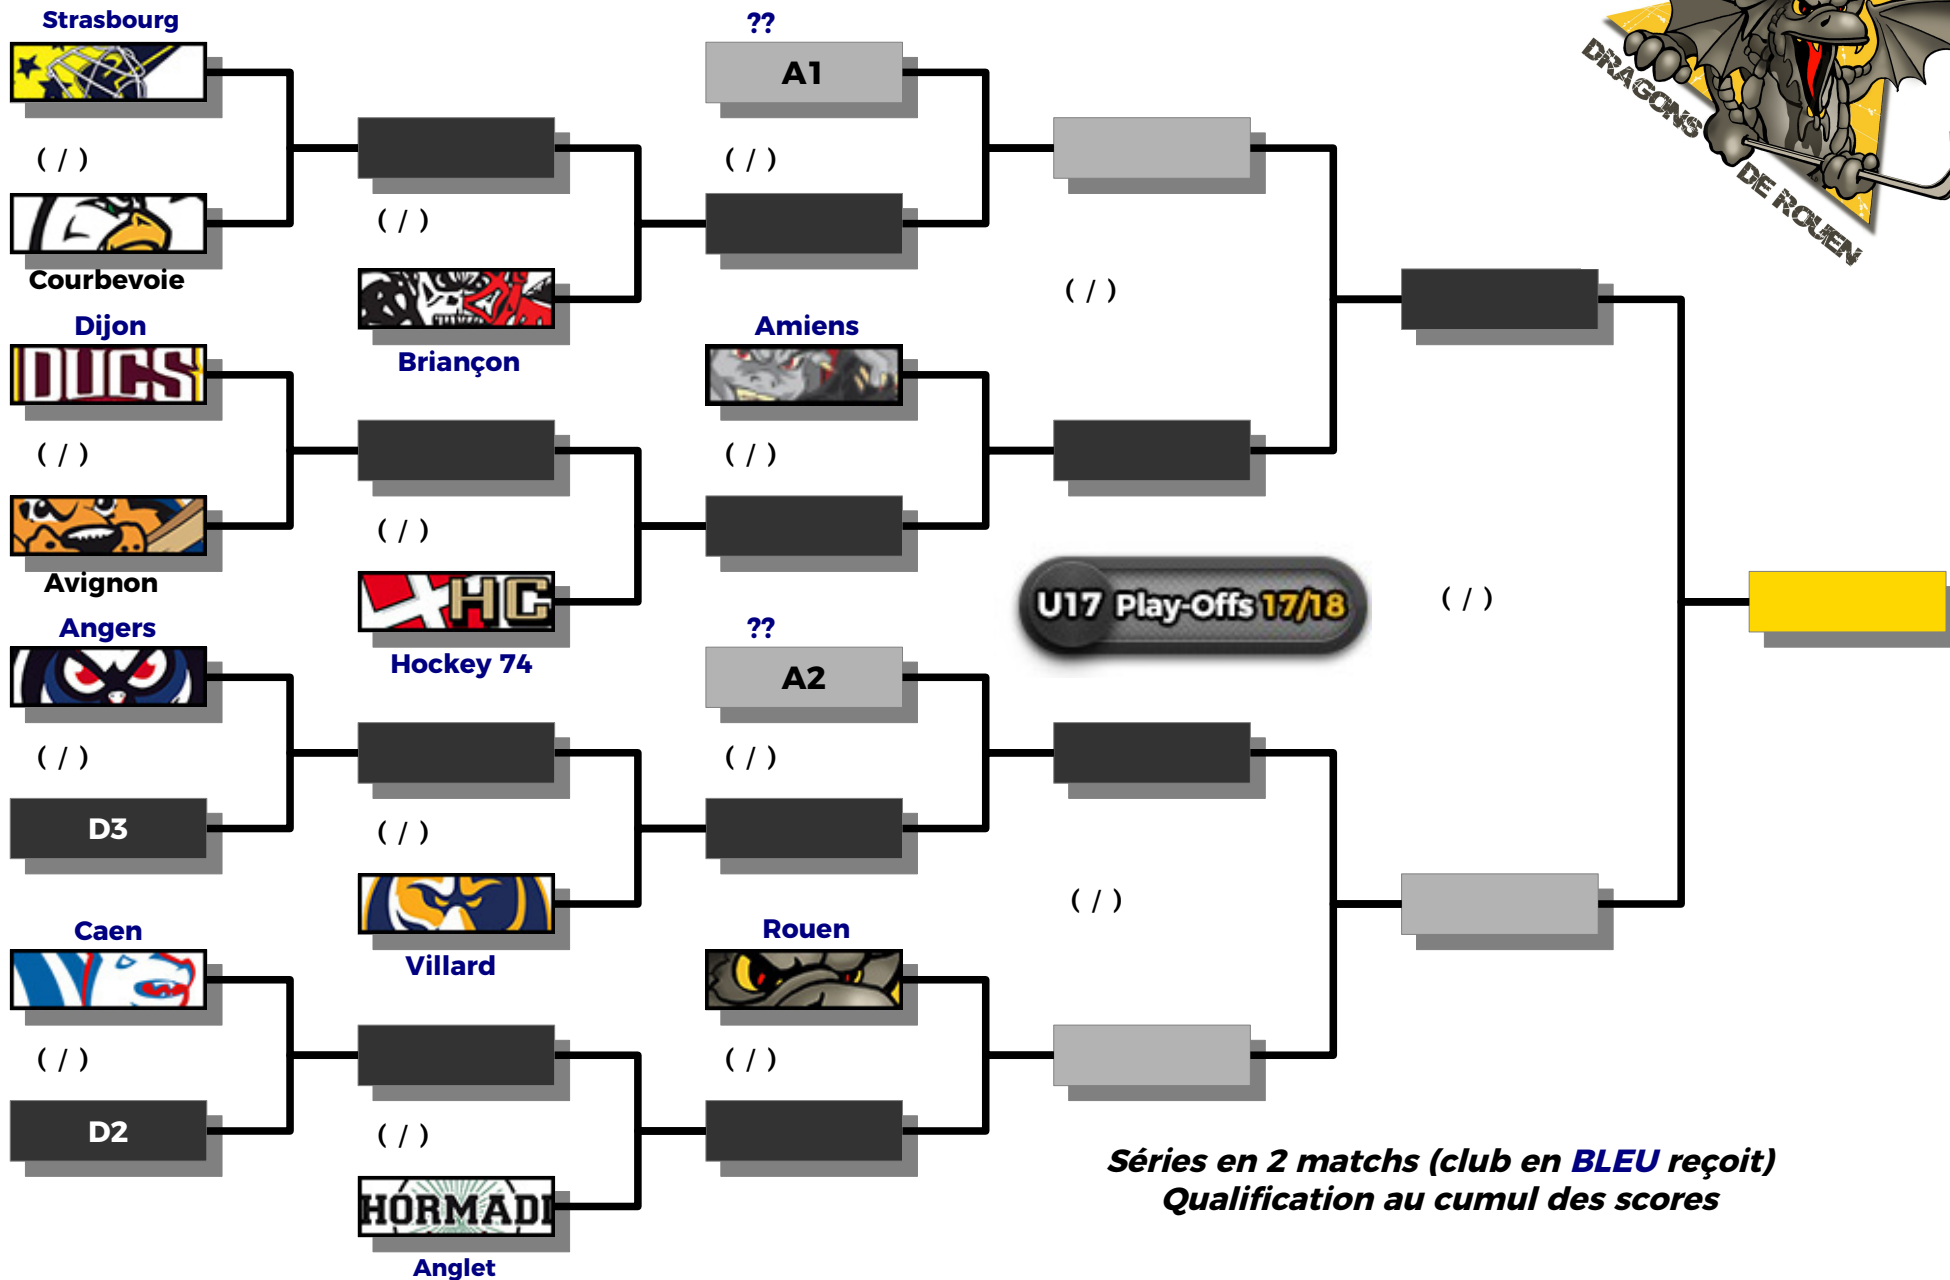 Strasbourg
??
A1
DRAGONS
DE ROUEN
( / )
( / )
( / )
Courbevoie
( / )
Dijon
Amiens
Briançon
DUCS
( / )
( / )
( / )
Avignon
HC
U17 Play-Offs 17/18
( / )
Angers
??
Hockey 74
A2
( / )
( / )
D3
( / )
( / )
Caen
Rouen
Villard
( / )
( / )
D2
( / )
Séries en 2 matchs (club en BLEU reçoit)
Qualification au cumul des scores
HORMADI
Anglet